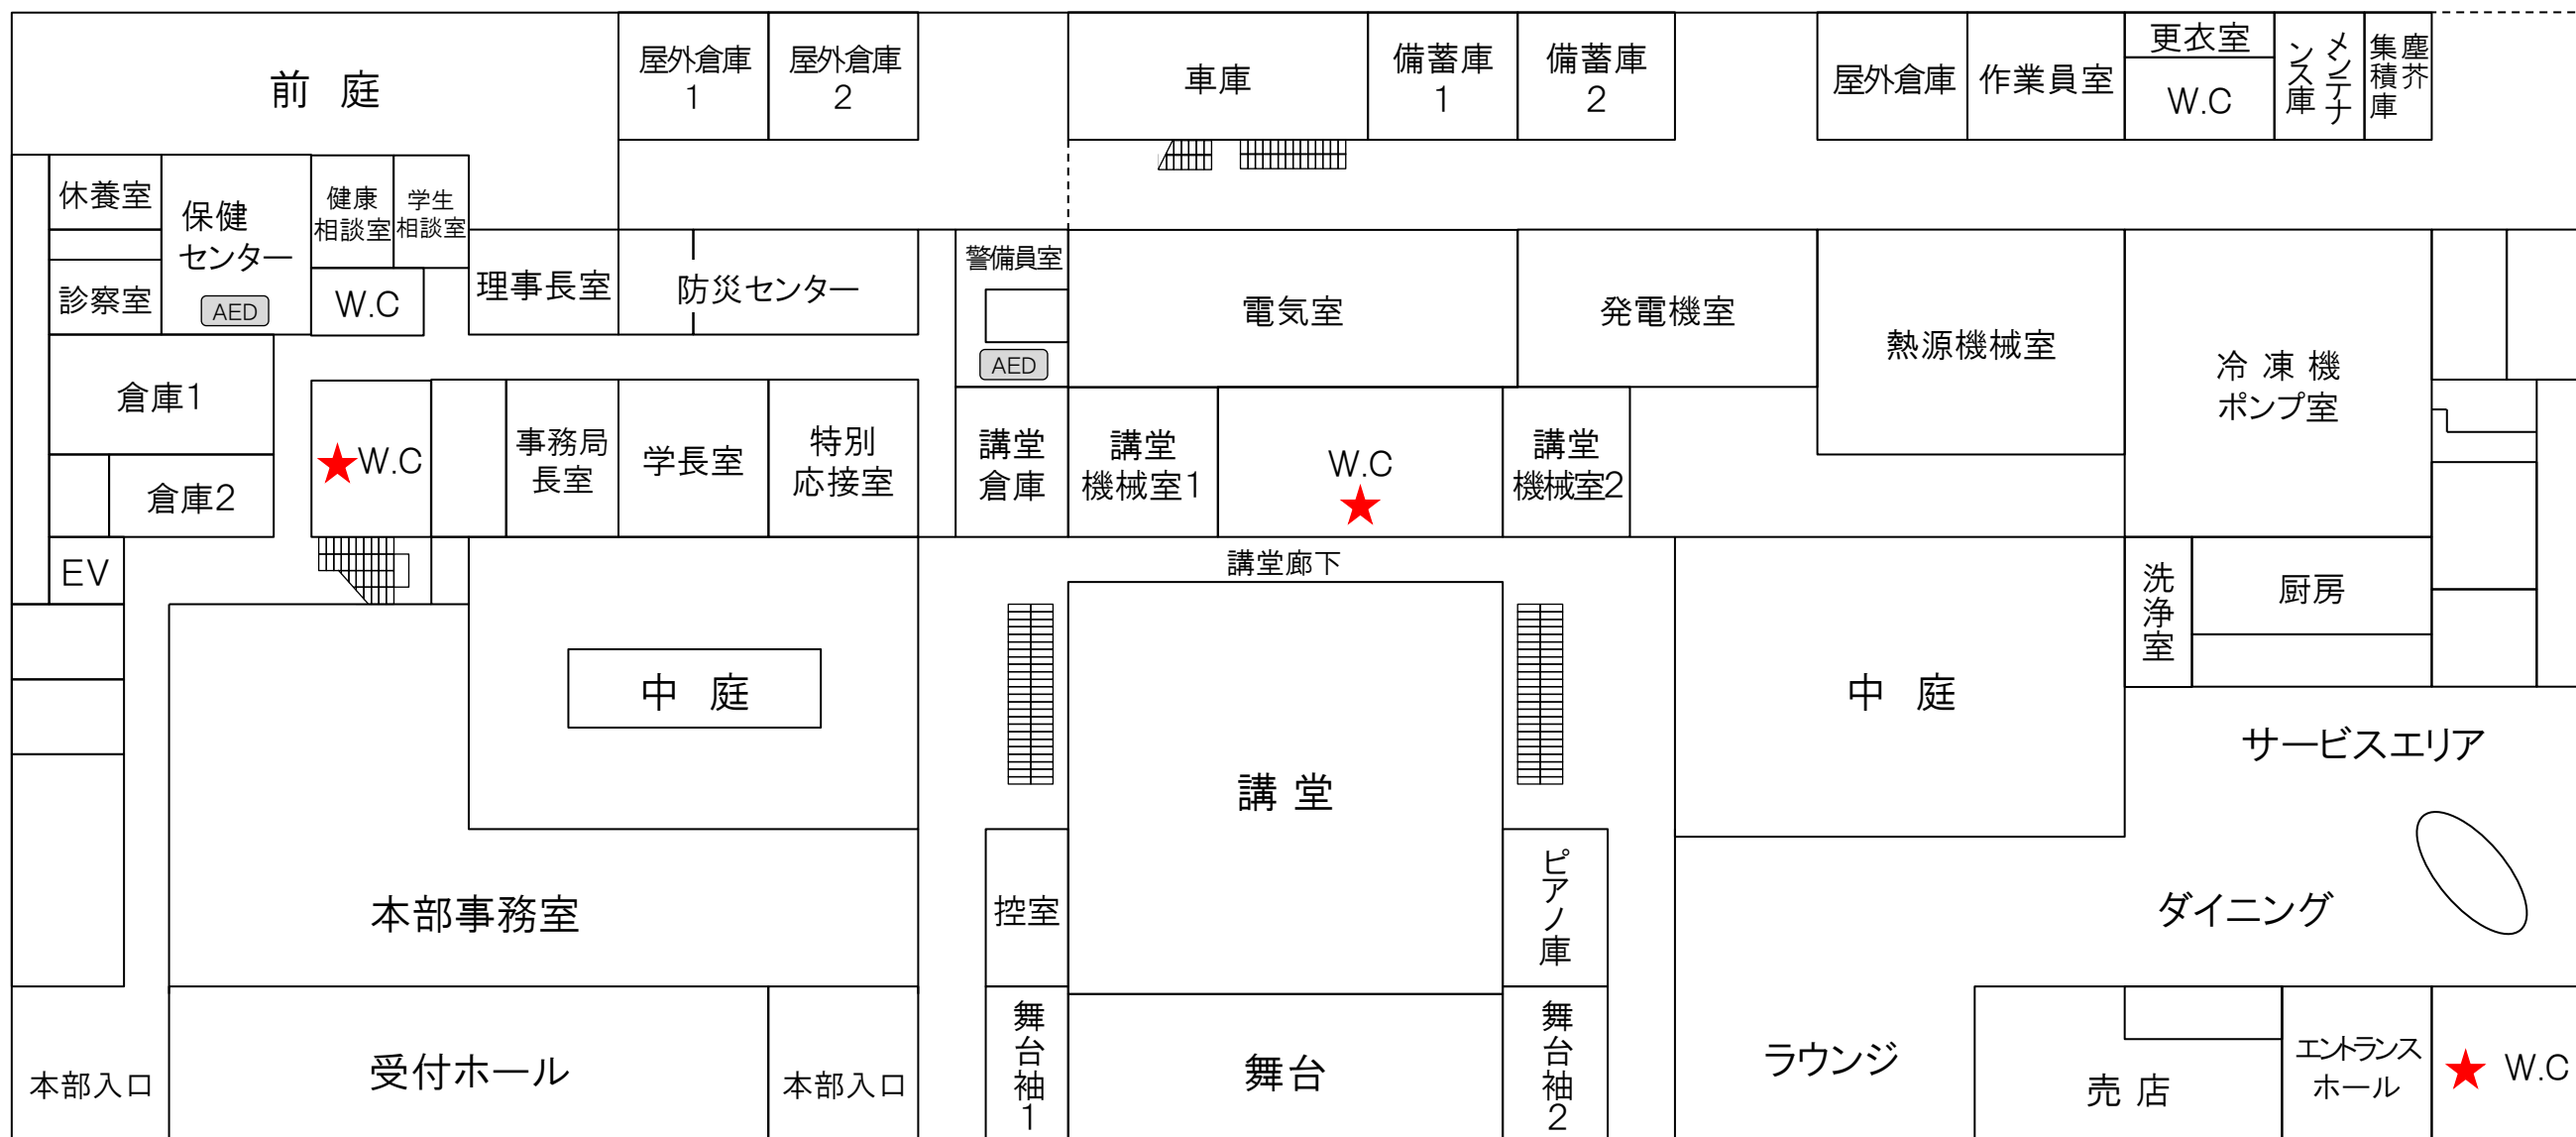 前 庭
屋外倉庫
1
屋外倉庫
2
車庫
備蓄庫
1
備蓄庫
2
屋外倉庫
作業員室
更衣室
W.C
メンテナ
ンス庫
塵芥
集積庫
休養室
保健
センター
AED
健康
相談室
学生
相談室
診察室
W.C
理事長室
防災センター
警備員室
AED
電気室
発電機室
熱源機械室
冷 凍 機
ポンプ室
倉庫1
倉庫2
★W.C
事務局
長室
学長室
特別
応接室
講堂
倉庫
講堂
機械室1
W.C
★
講堂
機械室2
EV
講堂廊下
洗浄室
厨房
中 庭
中 庭
サービスエリア
講 堂
本部事務室
控室
ピアノ庫
ダイニング
本部入口
受付ホール
本部入口
舞台袖1
舞台
舞台袖2
ラウンジ
売 店
エントランス
ホール
★ W.C